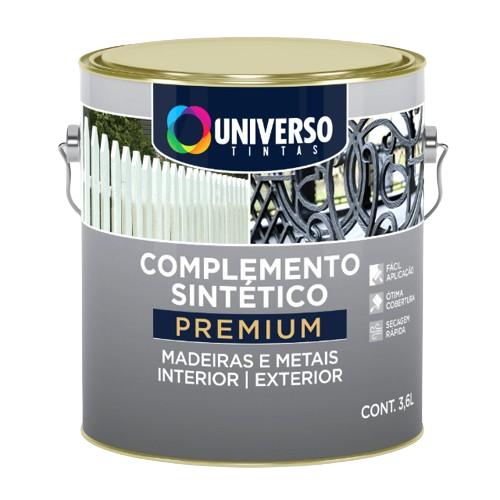 UNIVERSO
TINTAS
COMPLEMENTO
SINTÉTICO
PREMIUM
MADEIRAS E METAIS
INTERIOR | EXTERIOR
FÁCIL
APLICAÇÃO
ÓTIMA
COBERTURA
SECAGEM
RÁPIDA
CONT. 3,6L